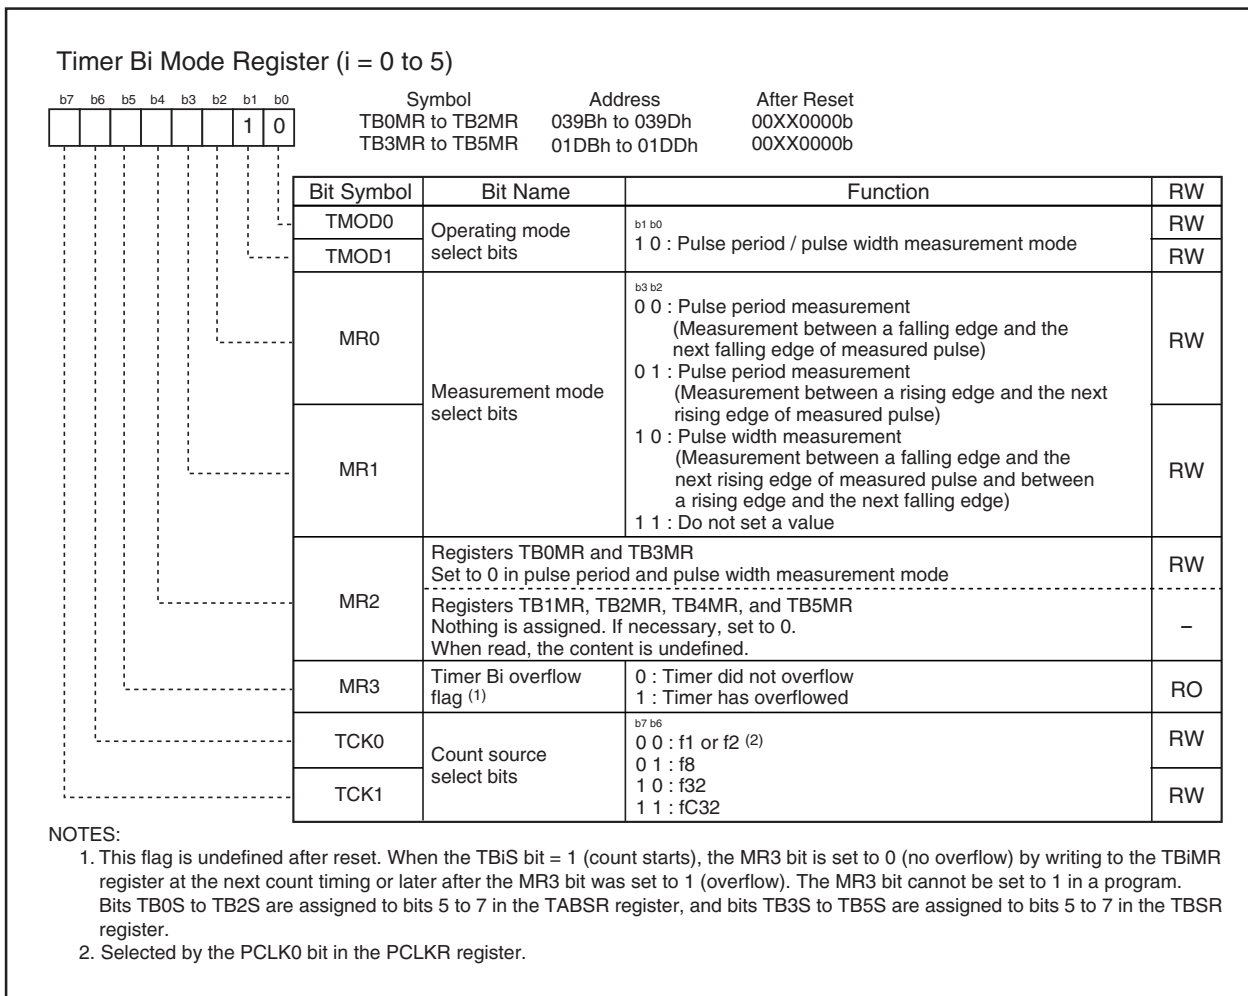 Timer Bi Mode Register (i = 0 to 5)
b7 b6 b5 b4 b3 b2 b1 b0
1 0
Symbol Address After Reset
TB0MR to TB2MR 039Bh to 039Dh 00XX0000b
TB3MR to TB5MR 01DBh to 01DDh 00XX0000b
Bit Symbol Bit Name Function RW
TMOD0 RW
Operating mode
select bits
b1 b0
1 0 : Pulse period / pulse width measurement mode
TMOD1 RW
MR0 RW
Measurement mode
select bits
b3 b2
0 0 : Pulse period measurement
(Measurement between a falling edge and the
next falling edge of measured pulse)
0 1 : Pulse period measurement
(Measurement between a rising edge and the next
rising edge of measured pulse)
1 0 : Pulse width measurement
(Measurement between a falling edge and the
next rising edge of measured pulse and between
a rising edge and the next falling edge)
1 1 : Do not set a value
MR1 RW
MR2
Registers TB0MR and TB3MR
Set to 0 in pulse period and pulse width measurement mode
RW
Registers TB1MR, TB2MR, TB4MR, and TB5MR
Nothing is assigned. If necessary, set to 0.
When read, the content is undefined.
–
MR3
Timer Bi overflow
flag (1)
0 : Timer did not overflow
1 : Timer has overflowed
RO
TCK0 RW
Count source
select bits
b7 b6
0 0 : f1 or f2 (2)
0 1 : f8
1 0 : f32
1 1 : fC32
TCK1 RW
NOTES:
1. This flag is undefined after reset. When the TBiS bit = 1 (count starts), the MR3 bit is set to 0 (no overflow) by writing to the TBiMR
register at the next count timing or later after the MR3 bit was set to 1 (overflow). The MR3 bit cannot be set to 1 in a program.
Bits TB0S to TB2S are assigned to bits 5 to 7 in the TABSR register, and bits TB3S to TB5S are assigned to bits 5 to 7 in the TBSR
register.
2. Selected by the PCLK0 bit in the PCLKR register.